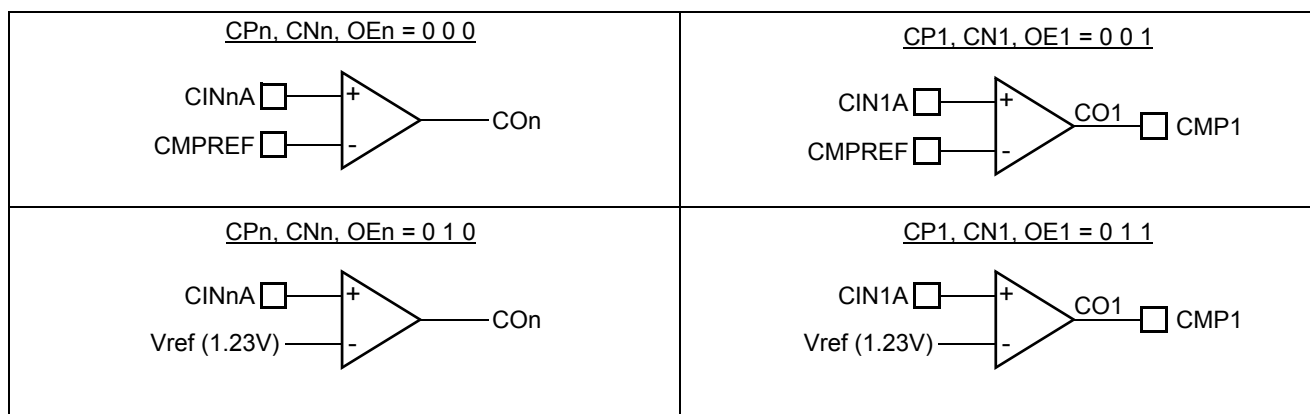 CPn, CNn, OEn = 0 0 0
CINnA
+
CMPREF
-
COn
CP1, CN1, OE1 = 0 0 1
CIN1A
+
CMPREF
-
CO1
CMP1
CPn, CNn, OEn = 0 1 0
CINnA
+
Vref (1.23V)
-
COn
CP1, CN1, OE1 = 0 1 1
CIN1A
+
Vref (1.23V)
-
CO1
CMP1